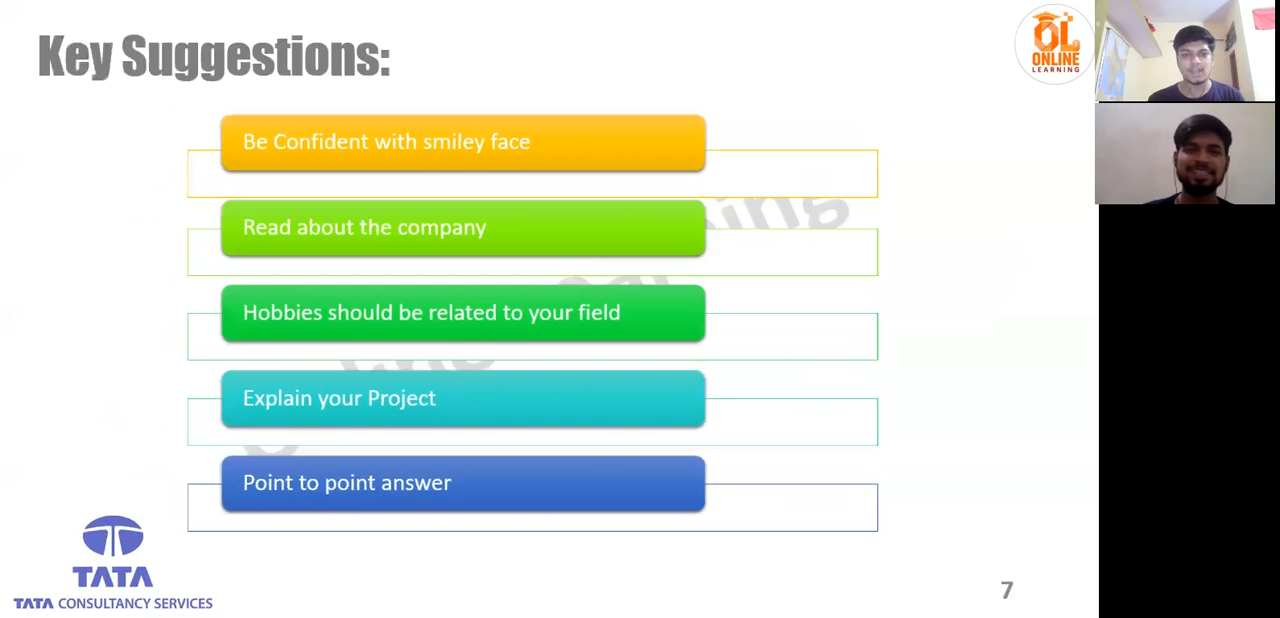 Key Suggestions:
OL
ONLINE
LEARNING
Be Confident with smiley face
Read about the company
Hobbies should be related to your field
Explain your Project
Point to point answer
TATA
TATA CONSULTANCY SERVICES
7